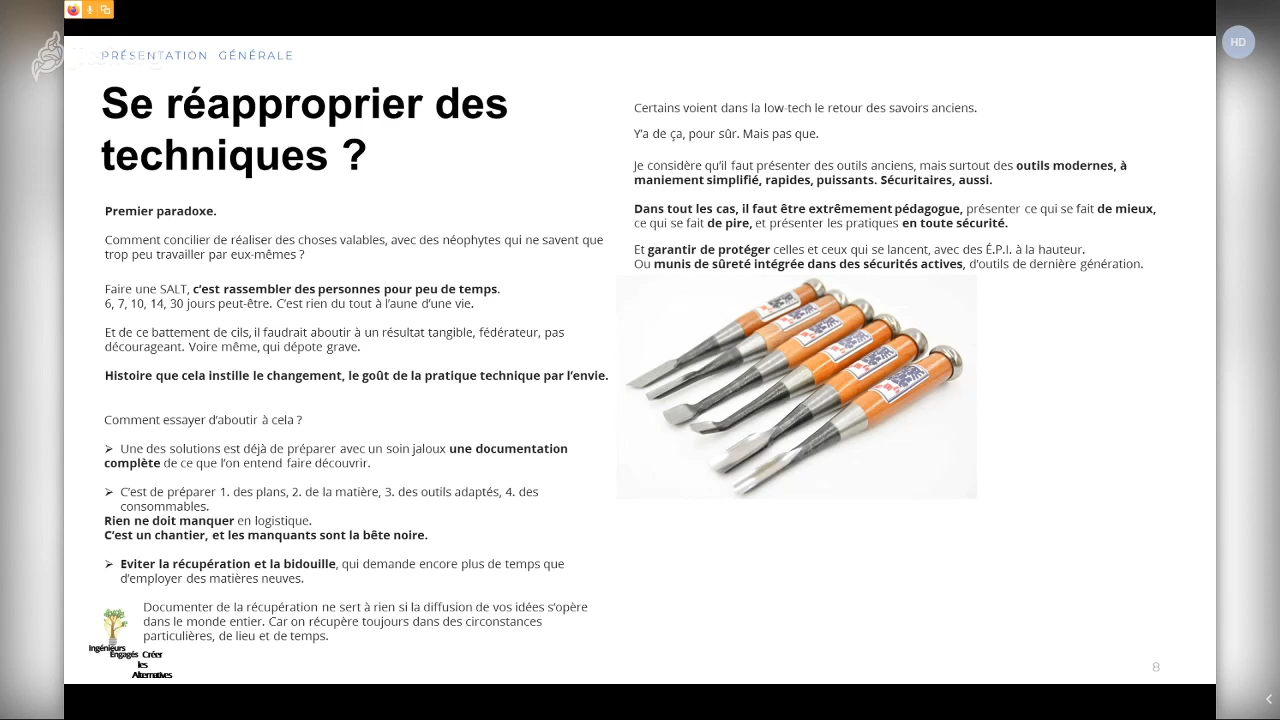 HD
PRÉSENTATION GÉNÉRALE
Se réapproprier des
techniques ?
Premier paradoxe.
Comment concilier de réaliser des choses valables, avec des néophytes qui ne savent que
trop peu travailler par eux-mêmes ?
Faire une SALT, c'est rassembler des personnes pour peu de temps.
6, 7, 10, 14, 30 jours peut-être. C'est rien du tout à l'aune d'une vie.
Et de ce battement de cils, il faudrait aboutir à un résultat tangible, fédérateur, pas
décourageant. Voire même, qui dépote grave.
Histoire que cela instille le changement, le goût de la pratique technique par l'envie.
Comment essayer d'aboutir à cela ?
➢ Une des solutions est déjà de préparer avec un soin jaloux une documentation
complète de ce que l'on entend faire découvrir.
➢ C'est de préparer 1. des plans, 2. de la matière, 3. des outils adaptés, 4. des
consommables.
Rien ne doit manquer en logistique.
C'est un chantier, et les manquants sont la bête noire.
➢ Eviter la récupération et la bidouille, qui demande encore plus de temps que
d'employer des matières neuves.
Documenter de la récupération ne sert à rien si la diffusion de vos idées s'opère
dans le monde entier. Car on récupère toujours dans des circonstances
particulières, de lieu et de temps.
Ingénieurs
Engagés Créer
les
Alternatives
Certains voient dans la low-tech le retour des savoirs anciens.
Y'a de ça, pour sûr. Mais pas que.
Je considère qu'il faut présenter des outils anciens, mais surtout des outils modernes, à
maniement simplifié, rapides, puissants. Sécuritaires, aussi.
Dans tout les cas, il faut être extrêmement pédagogue, présenter ce qui se fait de mieux,
ce qui se fait de pire, et présenter les pratiques en toute sécurité.
Et garantir de protéger celles et ceux qui se lancent, avec des É.P.I. à la hauteur.
Ou munis de sûreté intégrée dans des sécurités actives, d'outils de dernière génération.
8